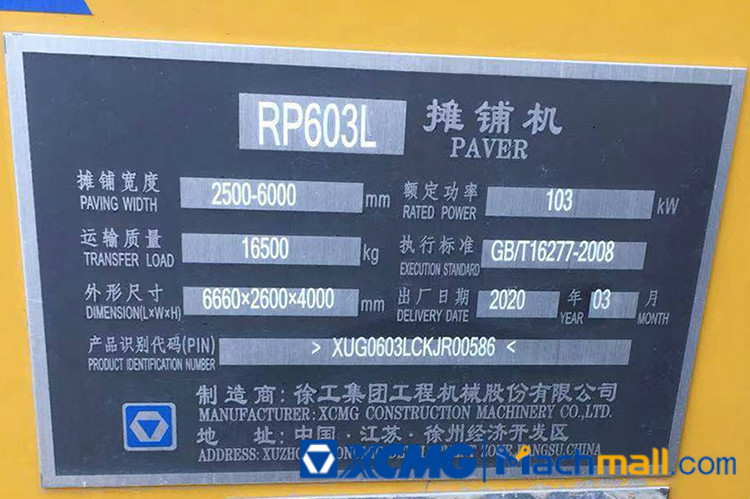 RP603L 摊铺机
PAVER
摊铺宽度 2500-6000 mm 额定功率 103 kW
PAVING WIDTH RATED POWER
运输质量 16500 kg 执行标准 GB/T16277-2008
TRANSFER LOAD EXECUTION STANDARD
外形尺寸 6660×2600×4000 mm 出厂日期 2020 年 03 月
DIMENSION(L×W×H) DELIVERY DATE YEAR MONTH
产品识别代码(PIN) > XUG0603LCKJR00586 <
PRODUCT IDENTIFICATION NUMBER
制造商:徐工集团工程机械股份有限公司
MANUFACTURER: XCMG CONSTRUCTION MACHINERY CO.,LTD.
地 址:中国·江苏·徐州经济开发区
ADDRESS: ZONE, JIANGSU, CHINA
XCMG Machmall.com